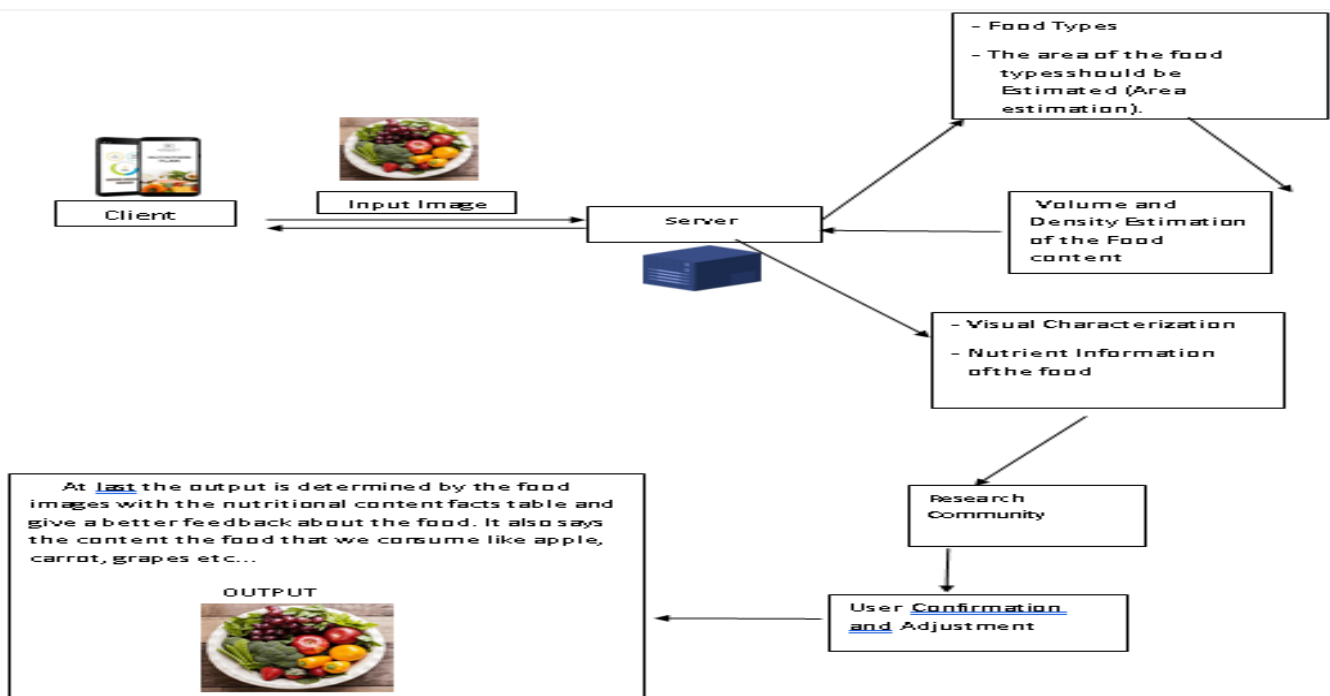 - Food Types
- The area of the food
typesshould be
Estimated (Area
estimation).
Input Image
Client
Server
Volume and
Density Estimation
of the Food
content
- Visual Characterization
- Nutrient Information
ofthe food
At last the output is determined by the food
images with the nutritional content facts table and
give a better feedback about the food. It also says
the content the food that we consume like apple,
carrot, grapes etc...
OUTPUT
Research
Community
User Confirmation
and Adjustment